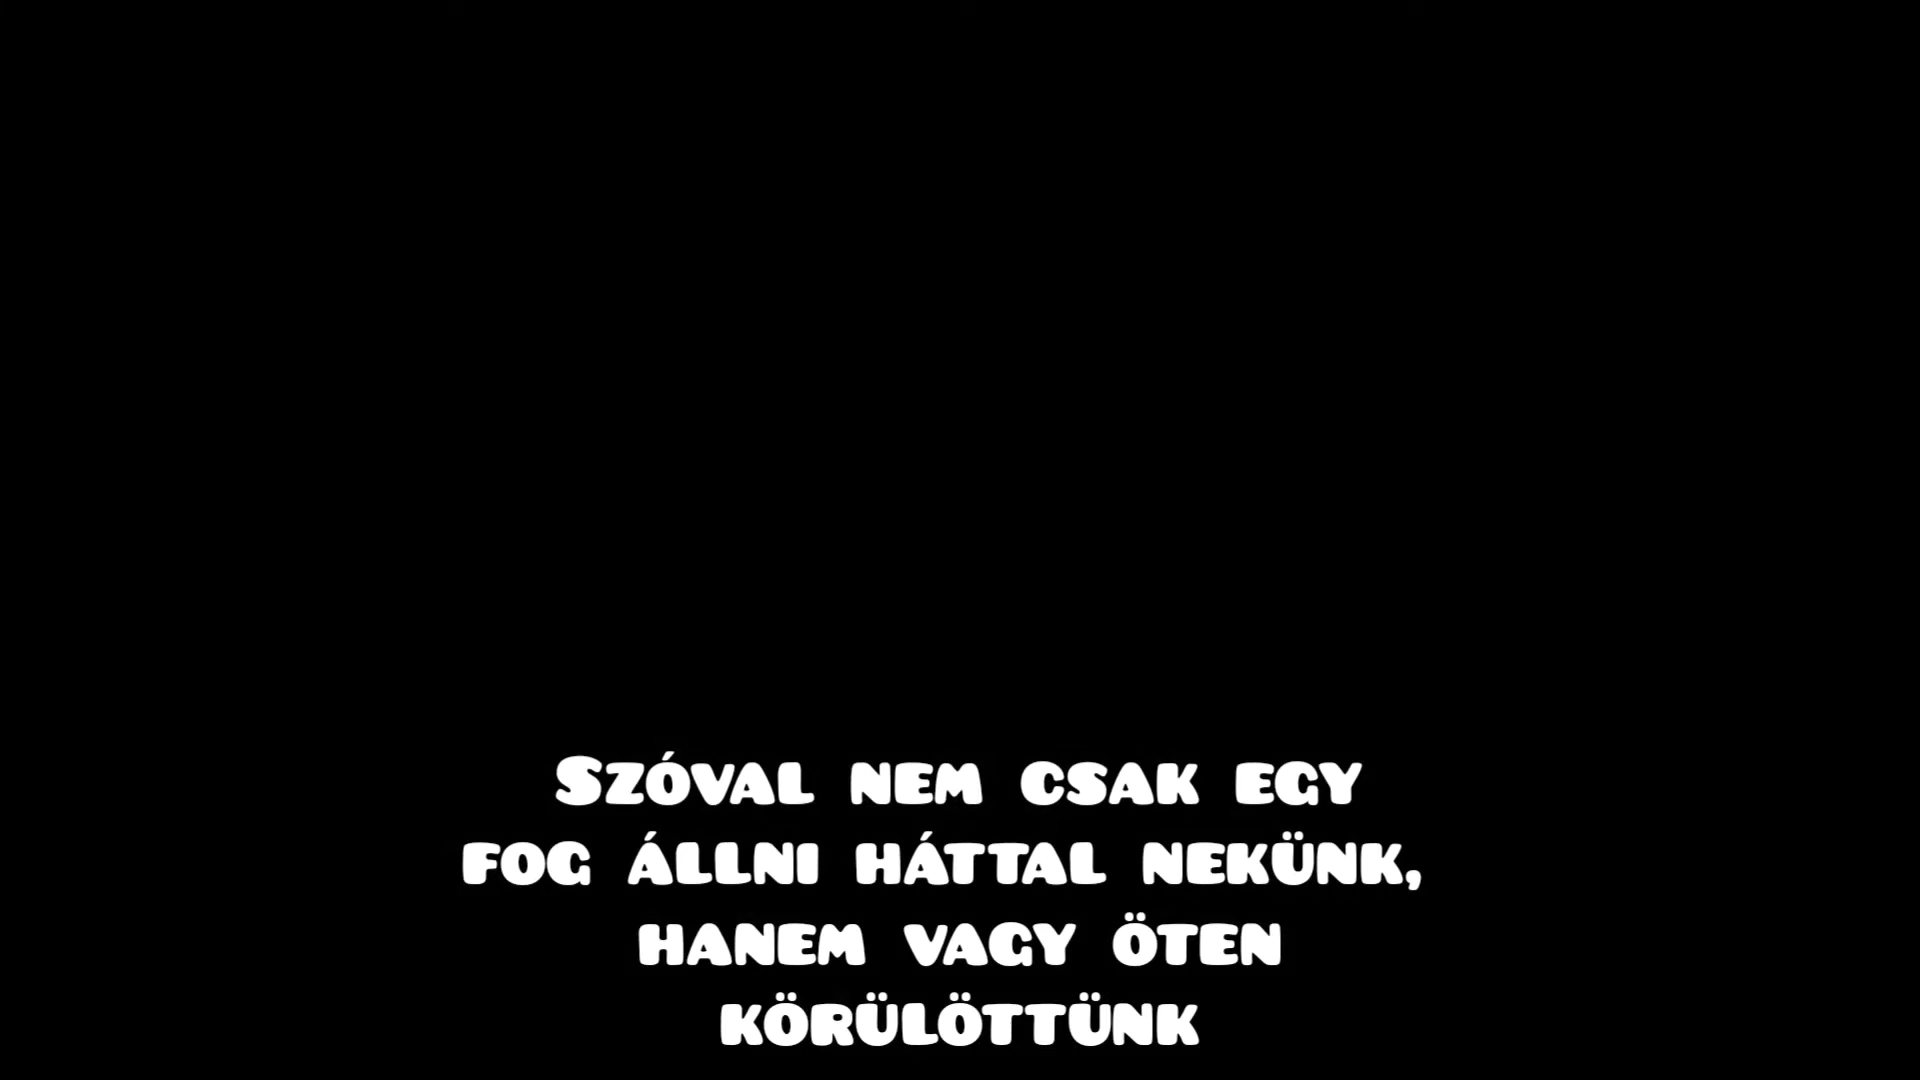 Szóval nem csak egy
fog állni háttal nekünk,
hanem vagy öten
körülöttünk